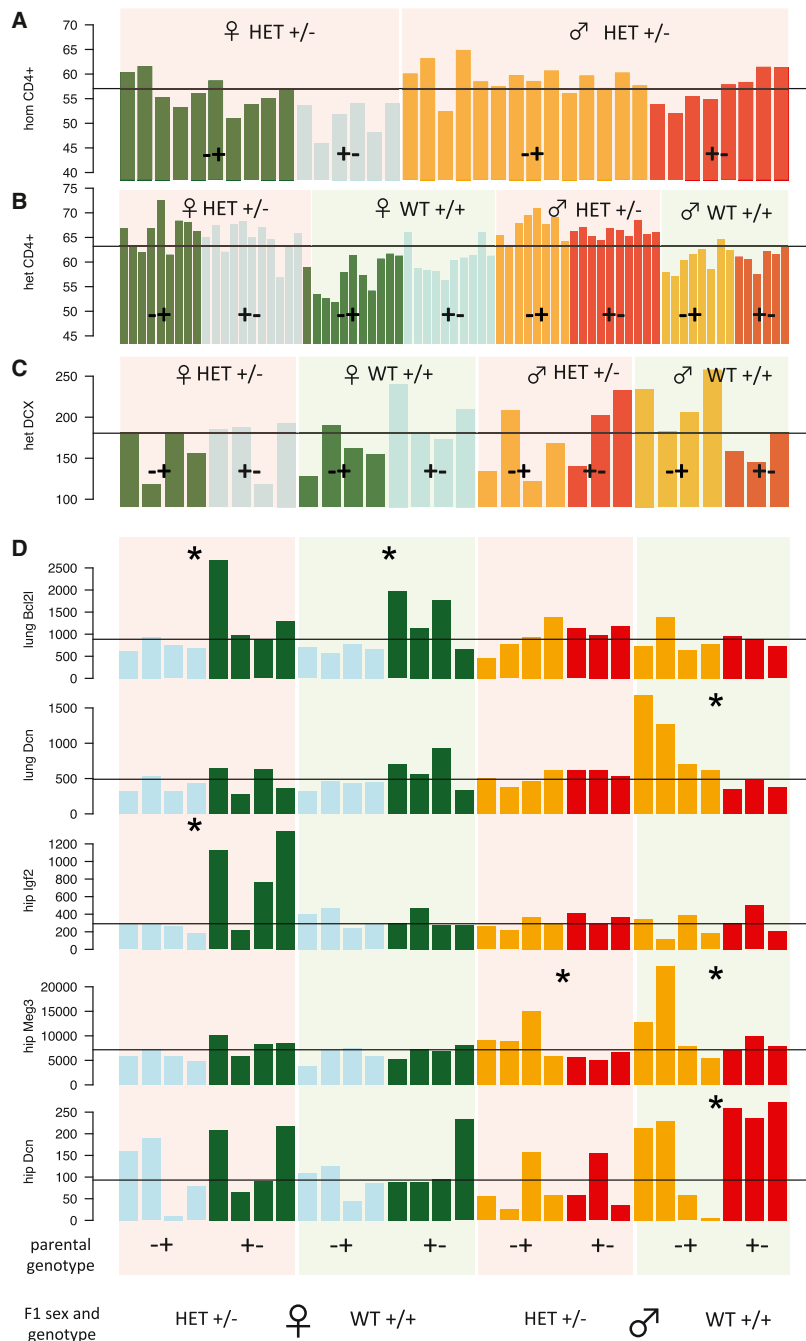 A
♀ HET +/-
♂ HET +/-
hom CD4+
70
65
60
55
50
45
40
-+
+-
-+
+-
B
♀ HET +/-
♀ WT +/+
♂ HET +/-
♂ WT +/+
het CD4+
75
70
65
60
55
50
45
-+
+-
-+
+-
-+
+-
-+
+-
C
♀ HET +/-
♀ WT +/+
♂ HET +/-
♂ WT +/+
het DCX
250
200
150
100
-+
+-
-+
+-
-+
+-
-+
+-
D
*
*
lung Bcl2l
2500
2000
1500
1000
500
0
*
lung Dcn
1500
1000
500
0
*
hip Igf2
1200
1000
800
600
400
200
0
*
*
hip Meg3
20000
15000
10000
5000
0
*
hip Dcn
250
200
150
100
50
0
parental
genotype
-+
+-
-+
+-
-+
+-
-+
+-
F1 sex and
genotype
HET +/-
♀
WT +/+
HET +/-
♂
WT +/+